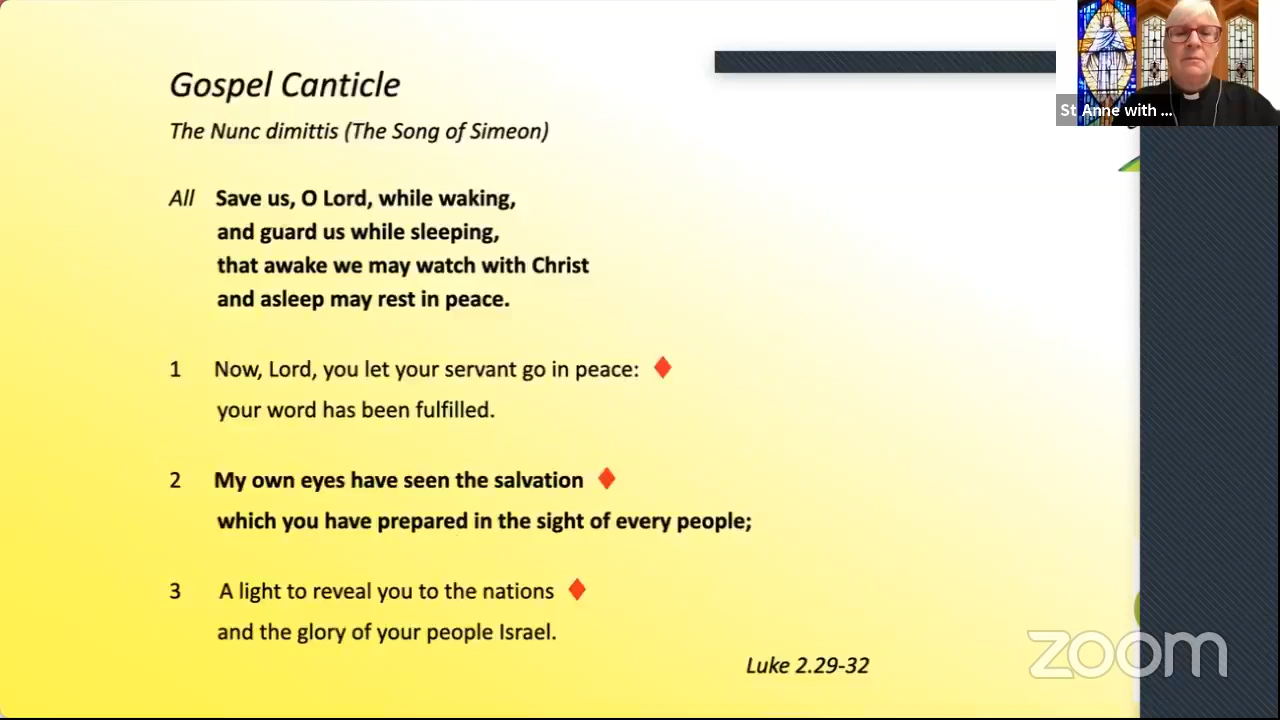 Gospel Canticle
The Nunc dimittis (The Song of Simeon)
All Save us, O Lord, while waking,
and guard us while sleeping,
that awake we may watch with Christ
and asleep may rest in peace.
1 Now, Lord, you let your servant go in peace: ♦
your word has been fulfilled.
2 My own eyes have seen the salvation ♦
which you have prepared in the sight of every people;
3 A light to reveal you to the nations ♦
and the glory of your people Israel.
Luke 2.29-32
St Anne with ...
zoom